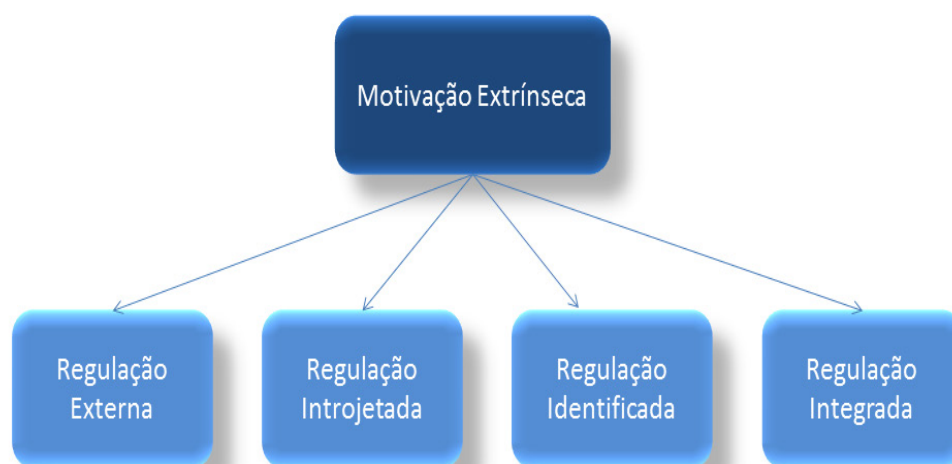 Motivação Extrínseca
Regulação
Externa
Regulação
Introjetada
Regulação
Identificada
Regulação
Integrada